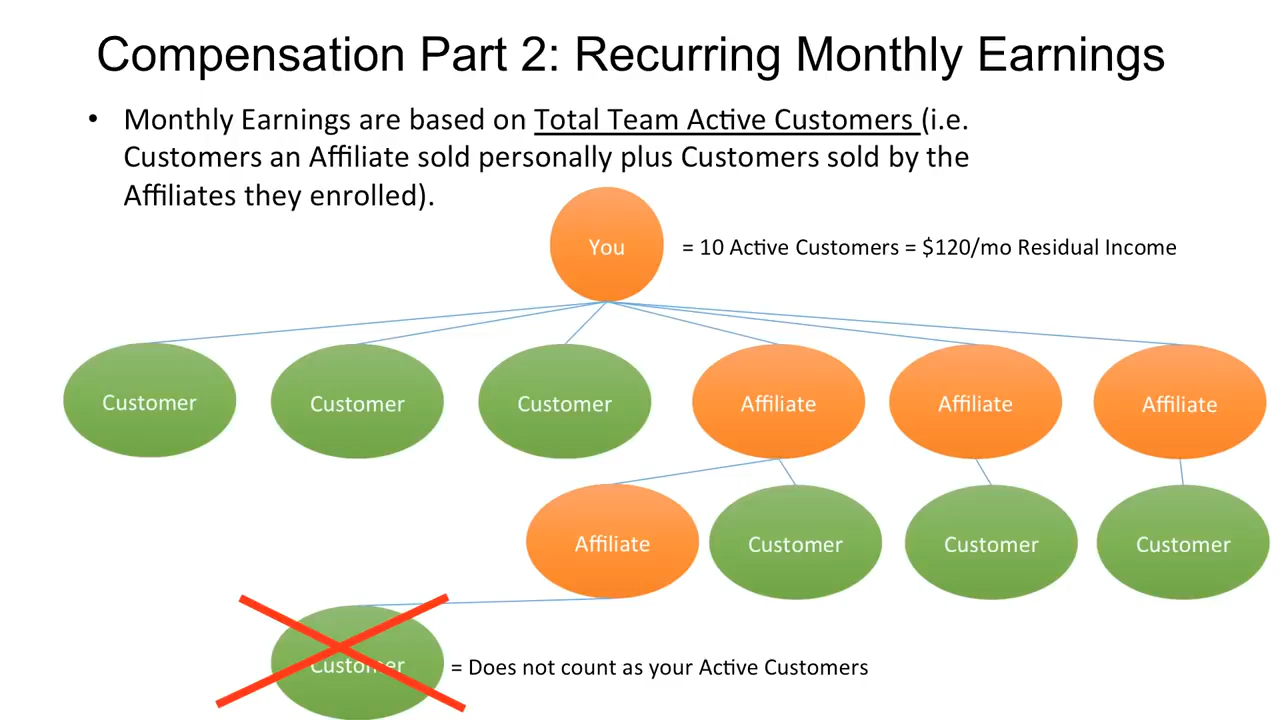 Compensation Part 2: Recurring Monthly Earnings
• Monthly Earnings are based on Total Team Active Customers (i.e.
Customers an Affiliate sold personally plus Customers sold by the
Affiliates they enrolled).
You
= 10 Active Customers = $120/mo Residual Income
Customer
Customer
Customer
Affiliate
Affiliate
Affiliate
Affiliate
Customer
Customer
Customer
Customer
= Does not count as your Active Customers